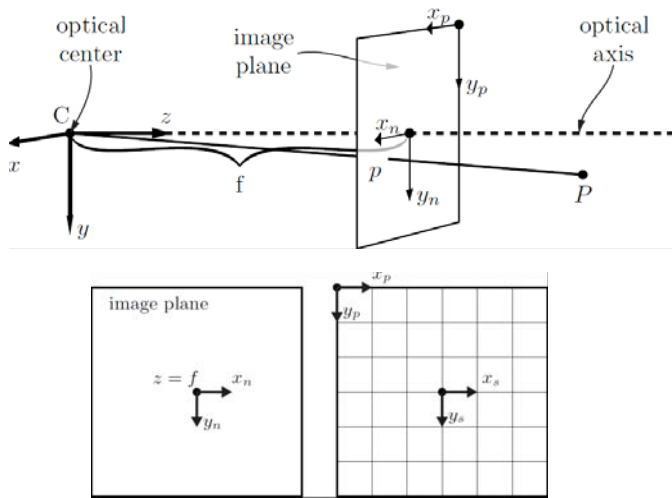 optical
center
image
plane
optical
axis
x_p
y_p
C
z
x
y
f
x_n
y_n
p
P
image plane
z = f
x_n
y_n
x_p
y_p
x_s
y_s